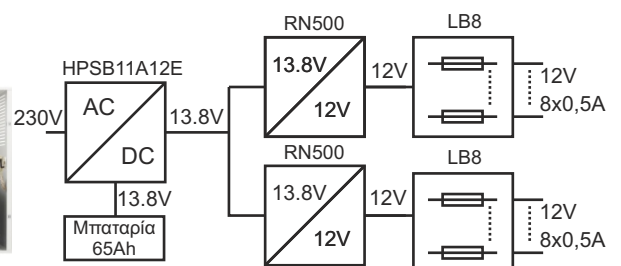 RN500
LB8
HPSB11A12E
13.8V
12V
12V
12V
8x0,5A
230V
AC
DC
13.8V
RN500
LB8
13.8V
Μπαταρία
65Ah
13.8V
12V
12V
12V
8x0,5A